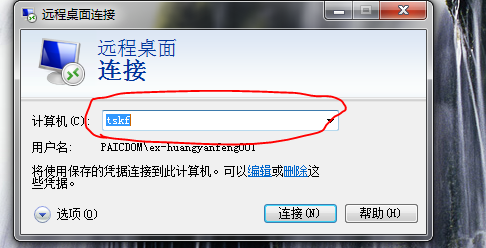 远程桌面连接
远程桌面
连接
计算机(C): tskf
用户名: PAICDOM\ex-huangyanfeng001
将使用保存的凭据连接到此计算机。可以编辑或删除这
些凭据。
选项(O) 连接(N) 帮助(H)